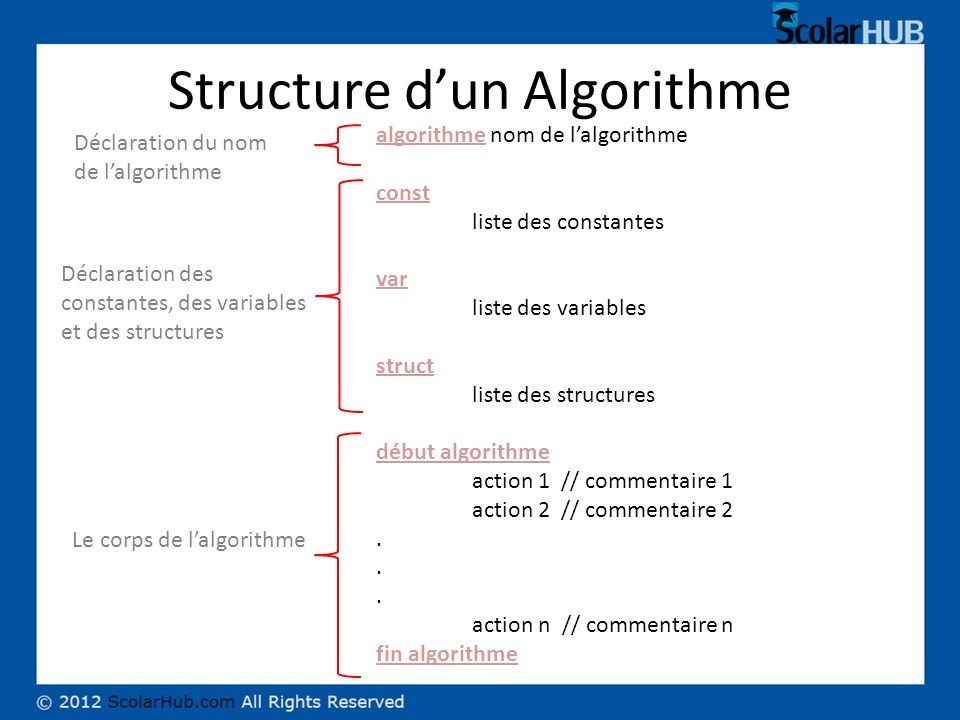 ScolarHUB
Structure d’un Algorithme
Déclaration du nom
de l’algorithme
algorithme nom de l’algorithme
Déclaration des
constantes, des variables
et des structures
const
liste des constantes
var
liste des variables
struct
liste des structures
Le corps de l’algorithme
début algorithme
action 1 // commentaire 1
action 2 // commentaire 2
.
.
.
action n // commentaire n
fin algorithme
© 2012 ScolarHub.com All Rights Reserved